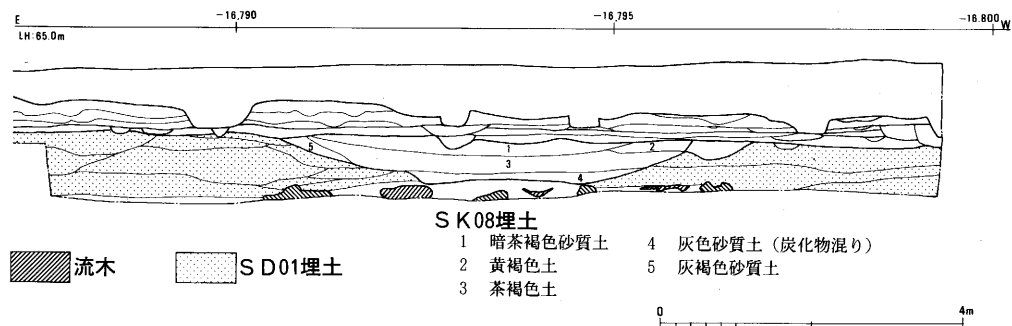 E -16,790 -16,795 -16.800 W
LH:65.0m
5 1 2
3
4
SK08埋土
1 暗茶褐色砂質土 4 灰色砂質土(炭化物混り)
流木 SD01埋土 2 黄褐色土 5 灰褐色砂質土
3 茶褐色土
0 4m